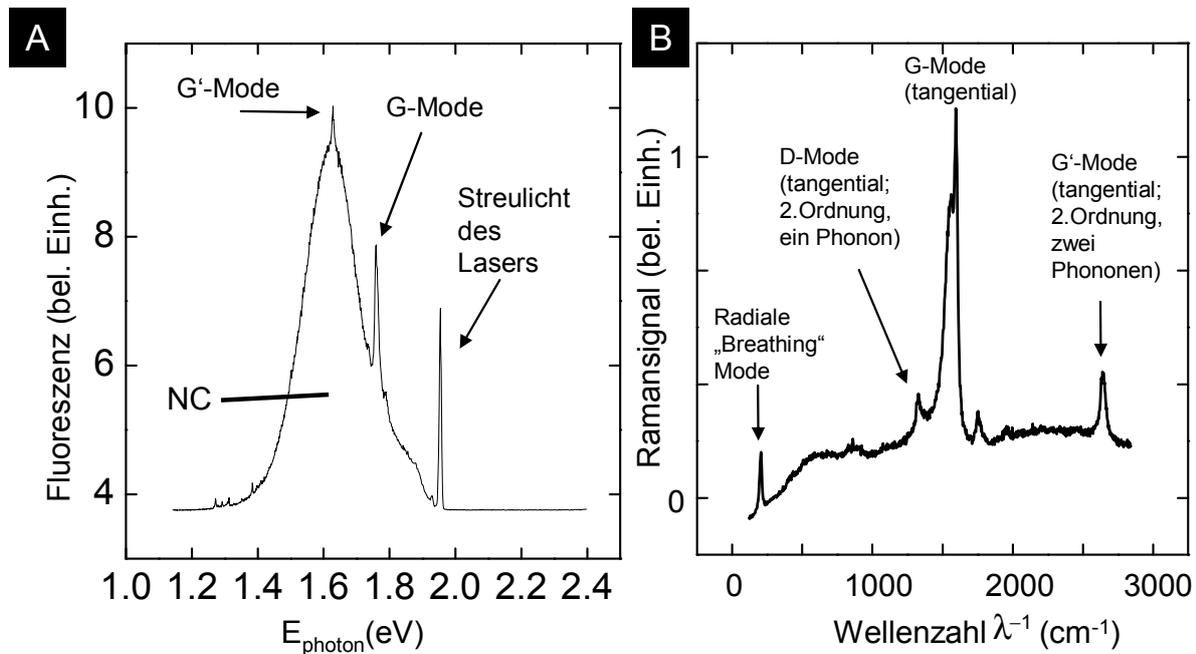 A
G‘-Mode
G-Mode
Streulicht
des
Lasers
NC
Fluoreszenz (bel. Einh.)
10
8
6
4
1.0 1.2 1.4 1.6 1.8 2.0 2.2 2.4
Ephoton(eV)
B
G-Mode
(tangential)
D-Mode
(tangential;
2.Ordnung,
ein Phonon)
G‘-Mode
(tangential;
2.Ordnung,
zwei
Phononen)
Radiale
„Breathing“
Mode
Ramansignal (bel. Einh.)
1
0
0 1000 2000 3000
Wellenzahl λ⁻¹ (cm⁻¹)